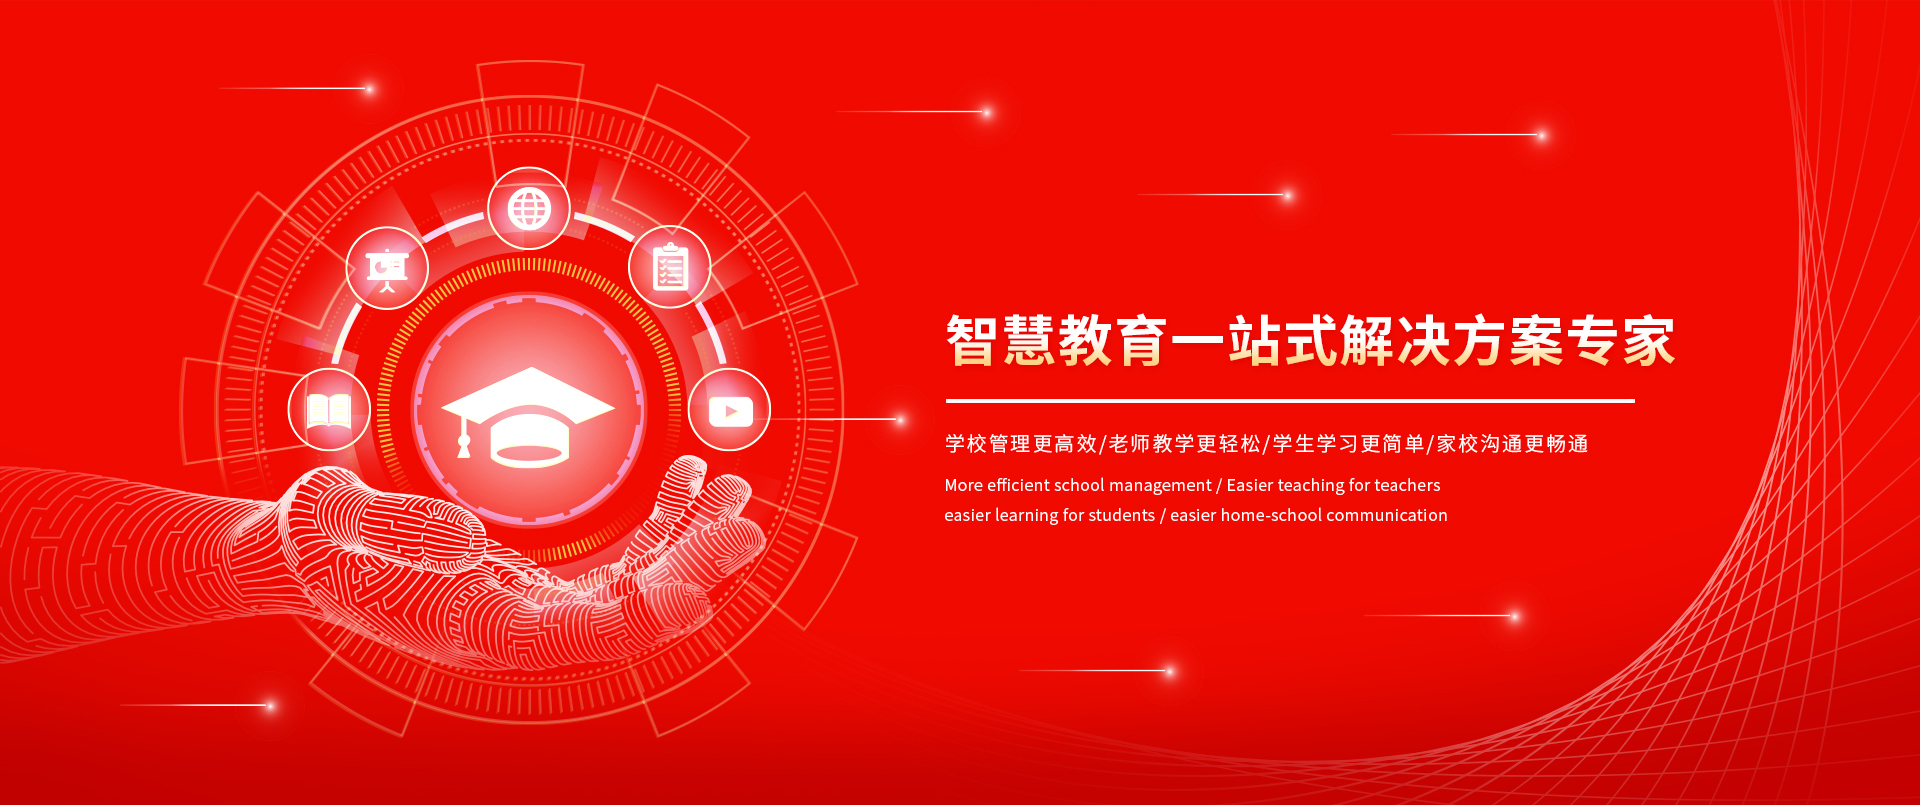 智慧教育一站式解决方案专家
学校管理更高效/老师教学更轻松/学生学习更简单/家校沟通更畅通
More efficient school management / Easier teaching for teachers
easier learning for students / easier home-school communication